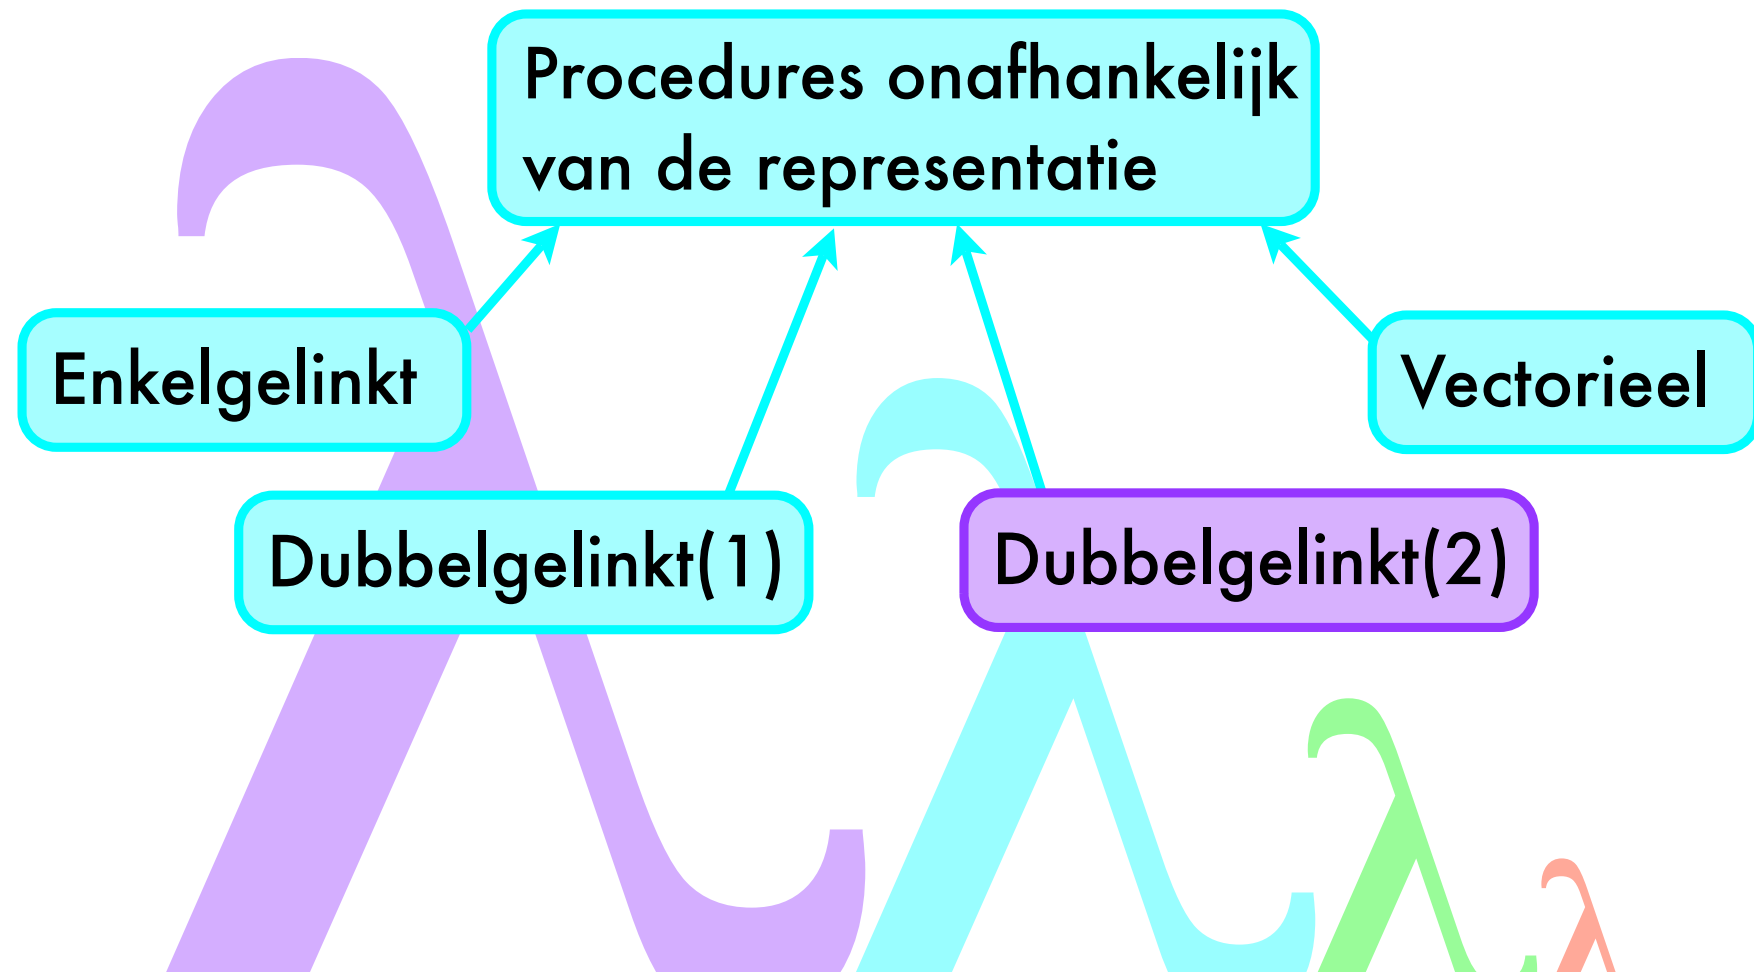 Procedures onafhankelijk
van de representatie
Enkelgelinkt
Vectorieel
Dubbelgelinkt(1)
Dubbelgelinkt(2)
λ
λ
λ
λ